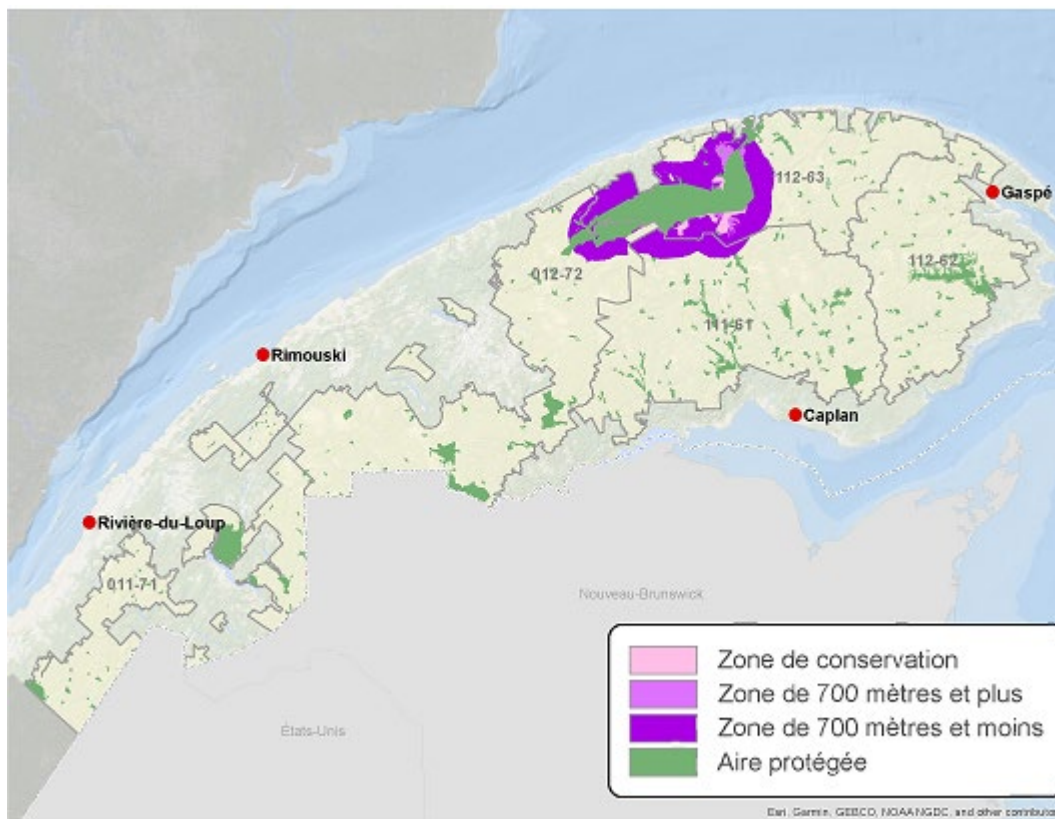 112-63
Gaspé
012-72
112-62
111-61
Rimouski
Caplan
Rivière-du-Loup
011-71
Nouveau-Brunswick
États-Unis
Zone de conservation
Zone de 700 mètres et plus
Zone de 700 mètres et moins
Aire protégée
Esri, Garmin, GEBCO, NOAA NGDC, and other contributo